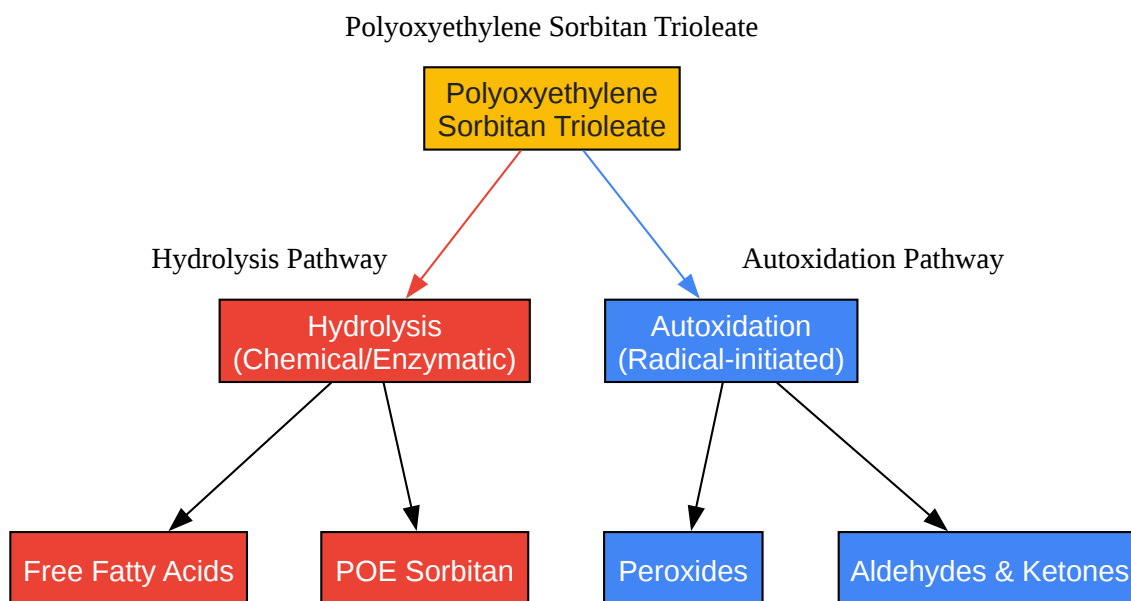 Polyoxyethylene Sorbitan Trioleate
Polyoxyethylene
Sorbitan Trioleate
Hydrolysis Pathway
Autoxidation Pathway
Hydrolysis
(Chemical/Enzymatic)
Autoxidation
(Radical-initiated)
Free Fatty Acids
POE Sorbitan
Peroxides
Aldehydes & Ketones